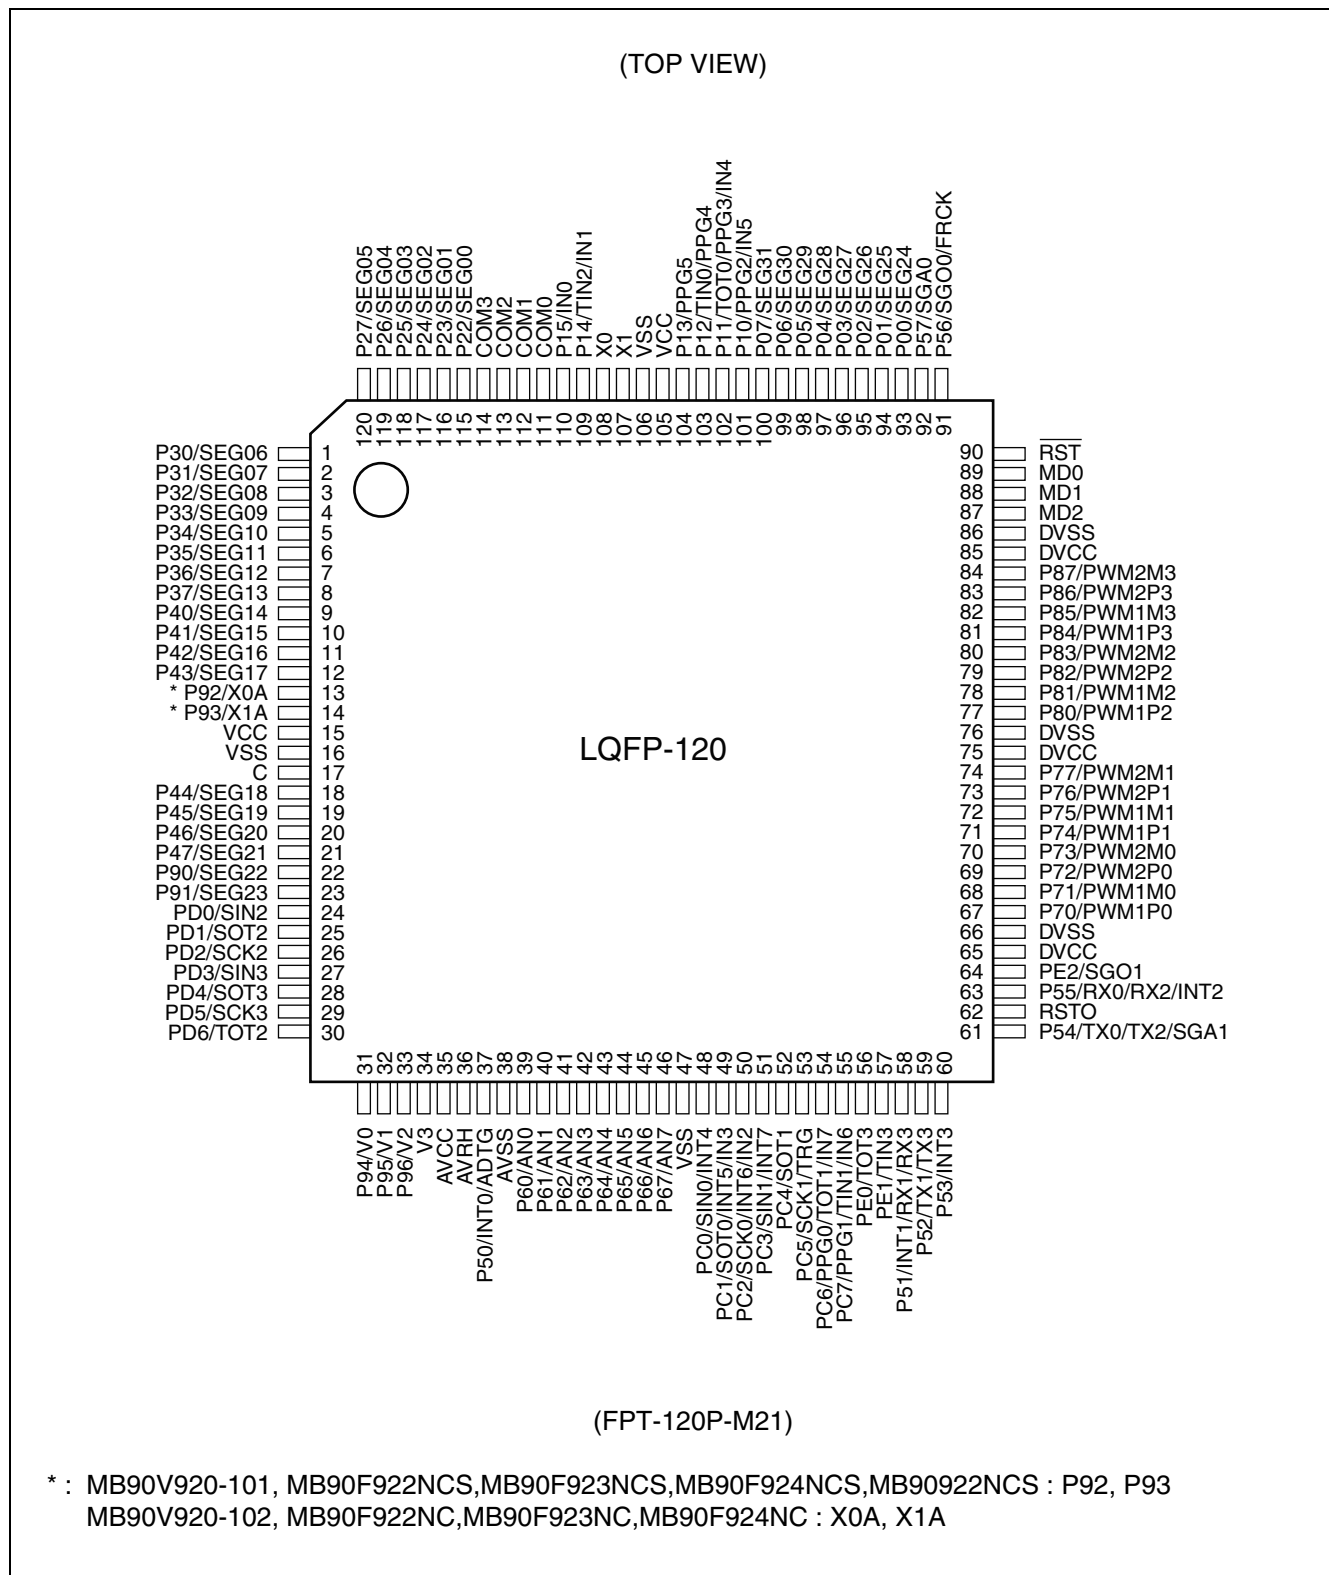 (TOP VIEW)
P27/SEG05
P26/SEG04
P25/SEG03
P24/SEG02
P23/SEG01
P22/SEG00
COM3
COM2
COM1
COM0
P15/IN0
P14/TIN2/IN1
X0
X1
VSS
VCC
P13/PPG5
P12/TIN0/PPG4
P11/TOT0/PPG3/IN4
P10/PPG2/IN5
P07/SEG31
P06/SEG30
P05/SEG29
P04/SEG28
P03/SEG27
P02/SEG26
P01/SEG25
P00/SEG24
P57/SGA0
P56/SGO0/FRCK
120
119
118
117
116
115
114
113
112
111
110
109
108
107
106
105
104
103
102
101
100
99
98
97
96
95
94
93
92
91
P30/SEG06 1
P31/SEG07 2
P32/SEG08 3
P33/SEG09 4
P34/SEG10 5
P35/SEG11 6
P36/SEG12 7
P37/SEG13 8
P40/SEG14 9
P41/SEG15 10
P42/SEG16 11
P43/SEG17 12
* P92/X0A 13
* P93/X1A 14
VCC 15
VSS 16
C 17
P44/SEG18 18
P45/SEG19 19
P46/SEG20 20
P47/SEG21 21
P90/SEG22 22
P91/SEG23 23
PD0/SIN2 24
PD1/SOT2 25
PD2/SCK2 26
PD3/SIN3 27
PD4/SOT3 28
PD5/SCK3 29
PD6/TOT2 30
LQFP-120
90 RST
89 MD0
88 MD1
87 MD2
86 DVSS
85 DVCC
84 P87/PWM2M3
83 P86/PWM2P3
82 P85/PWM1M3
81 P84/PWM1P3
80 P83/PWM2M2
79 P82/PWM2P2
78 P81/PWM1M2
77 P80/PWM1P2
76 DVSS
75 DVCC
74 P77/PWM2M1
73 P76/PWM2P1
72 P75/PWM1M1
71 P74/PWM1P1
70 P73/PWM2M0
69 P72/PWM2P0
68 P71/PWM1M0
67 P70/PWM1P0
66 DVSS
65 DVCC
64 PE2/SGO1
63 P55/RX0/RX2/INT2
62 RSTO
61 P54/TX0/TX2/SGA1
31
32
33
34
35
36
37
38
39
40
41
42
43
44
45
46
47
48
49
50
51
52
53
54
55
56
57
58
59
60
P94/V0
P95/V1
P96/V2
V3
AVCC
AVRH
P50/INT0/ADTG
AVSS
P60/AN0
P61/AN1
P62/AN2
P63/AN3
P64/AN4
P65/AN5
P66/AN6
P67/AN7
VSS
PC0/SIN0/INT4
PC1/SOT0/INT5/IN3
PC2/SCK0/INT6/IN2
PC3/SIN1/INT7
PC4/SOT1
PC5/SCK1/TRG
PC6/PPG0/TOT1/IN7
PC7/PPG1/TIN1/IN6
PE0/TOT3
PE1/TIN3
P51/INT1/RX1/RX3
P52/TX1/TX3
P53/INT3
(FPT-120P-M21)
* : MB90V920-101, MB90F922NCS,MB90F923NCS,MB90F924NCS,MB90922NCS : P92, P93
MB90V920-102, MB90F922NC,MB90F923NC,MB90F924NC : X0A, X1A